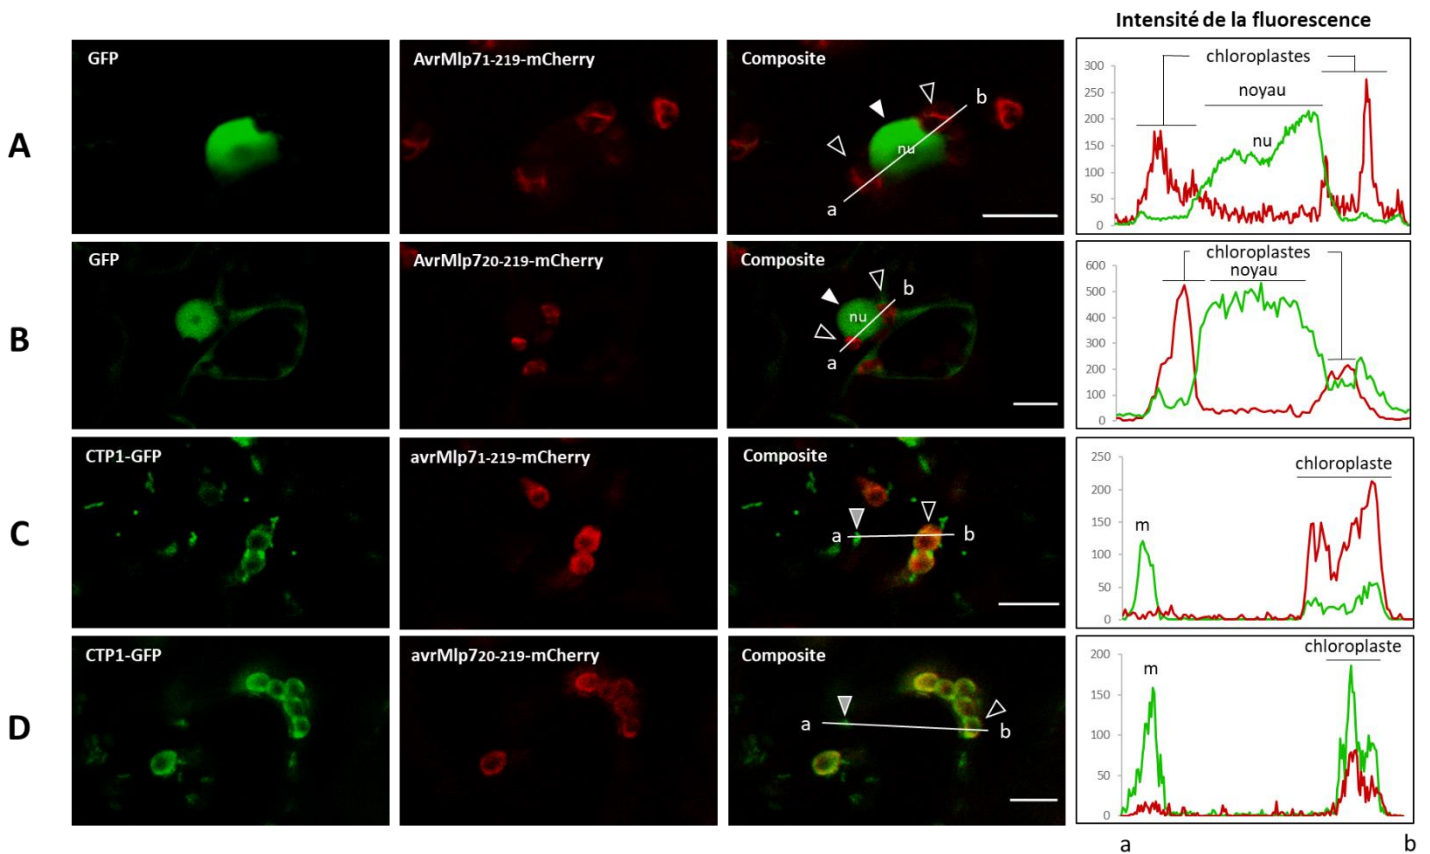 Intensité de la fluorescence
A
GFP
AvrMlp71-219-mCherry
Composite
nu
a
b
chloroplastes
noyau
nu
300
250
200
150
100
50
0
B
GFP
AvrMlp720-219-mCherry
Composite
nu
a
b
chloroplastes
noyau
600
500
400
300
200
100
0
C
CTP1-GFP
avrMlp71-219-mCherry
Composite
a
b
chloroplaste
m
250
200
150
100
50
0
D
CTP1-GFP
avrMlp720-219-mCherry
Composite
a
b
chloroplaste
m
200
150
100
50
0
a
b